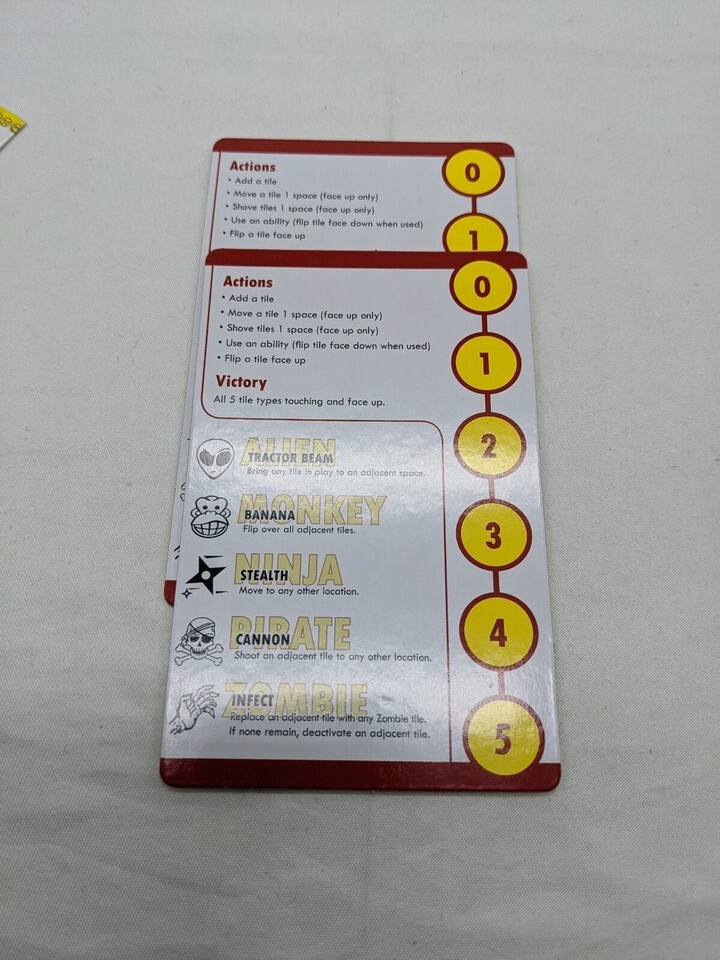 Actions
• Add a tile
• Move a tile 1 space (face up only)
• Shove tiles 1 space (face up only)
• Use an ability (flip tile face down when used)
• Flip a tile face up
0
1
Actions
• Add a tile
• Move a tile 1 space (face up only)
• Shove tiles 1 space (face up only)
• Use an ability (flip tile face down when used)
• Flip a tile face up
Victory
All 5 tile types touching and face up.
ALIEN
TRACTOR BEAM
Bring any tile in play to an adjacent space.
MONKEY
BANANA
Flip over all adjacent tiles.
NINJA
STEALTH
Move to any other location.
PIRATE
CANNON
Shoot an adjacent tile to any other location.
ZOMBIE
INFECT
Replace an adjacent tile with any Zombie tile.
If none remain, deactivate an adjacent tile.
0
1
2
3
4
5